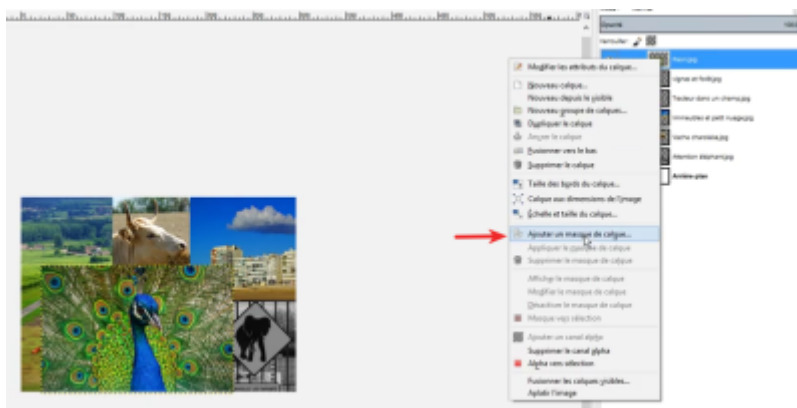 Opacité
Verrouiller :
Paon.jpg
vignes et forêt.jpg
Tracteur dans un champ.jpg
Immeubles et petit nuage.jpg
Vache charolaise.jpg
Attention éléphant.jpg
Arrière-plan
Modifier les attributs du calque...
Nouveau calque...
Nouveau depuis le visible
Nouveau groupe de calques...
Dupliquer le calque
Ancrer le calque
Fusionner vers le bas
Supprimer le calque
Taille des bords du calque...
Calque aux dimensions de l'image
Échelle et taille du calque...
Ajouter un masque de calque...
Appliquer le masque de calque
Supprimer le masque de calque
Afficher le masque de calque
Modifier le masque de calque
Désactiver le masque de calque
Masque vers sélection
Ajouter un canal alpha
Supprimer le canal alpha
Alpha vers sélection
Fusionner les calques visibles...
Aplatir l'image